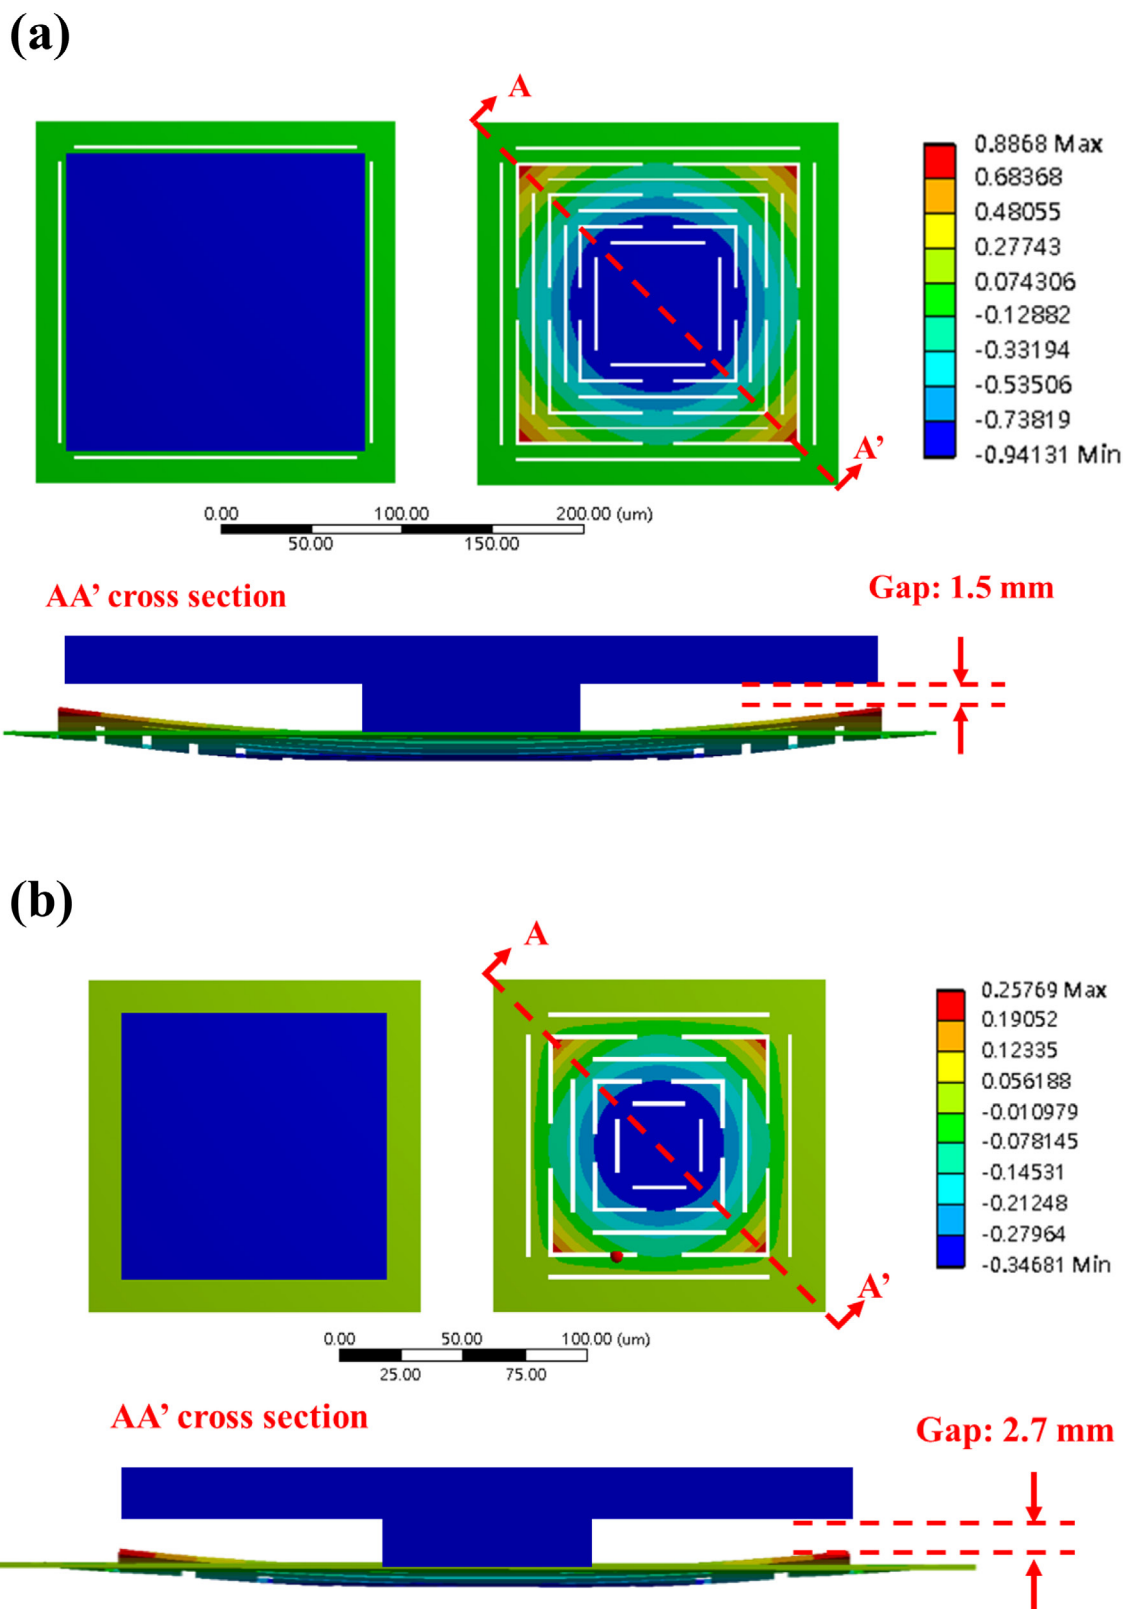 (a)
A
0.8868 Max
0.68368
0.48055
0.27743
0.074306
-0.12882
-0.33194
-0.53506
-0.73819
-0.94131 Min
A'
0.00 100.00 200.00 (um)
50.00 150.00
AA' cross section
Gap: 1.5 mm
(b)
A
0.25769 Max
0.19052
0.12335
0.056188
-0.010979
-0.078145
-0.14531
-0.21248
-0.27964
-0.34681 Min
A'
0.00 50.00 100.00 (um)
25.00 75.00
AA' cross section
Gap: 2.7 mm